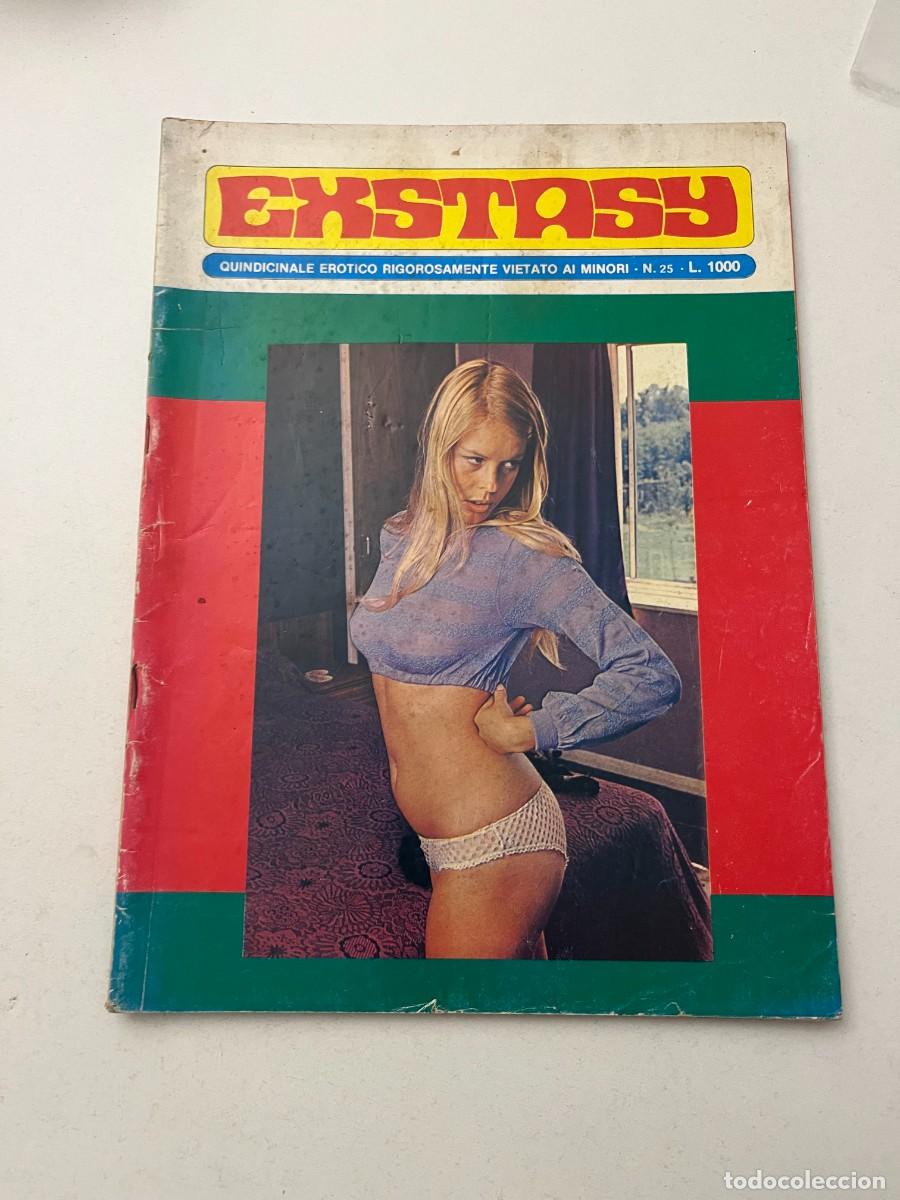 EXSTASY
QUINDICINALE EROTICO RIGOROSAMENTE VIETATO AI MINORI · N. 25 · L. 1000
todocoleccion